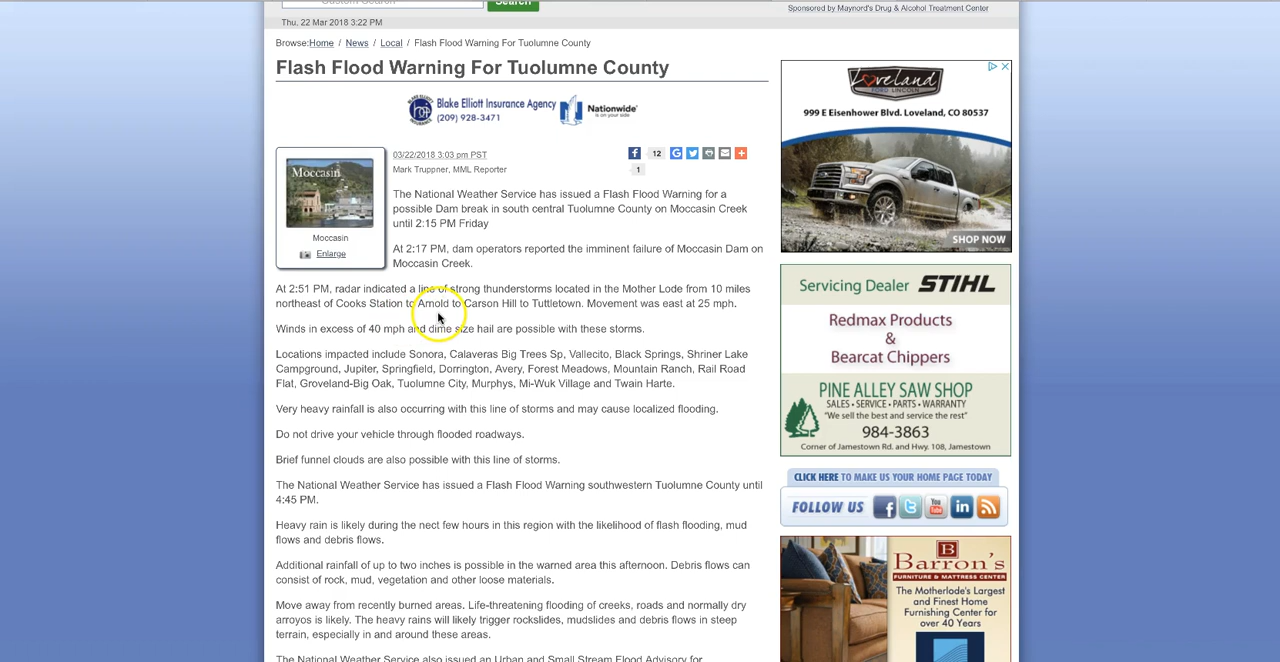 Custom Search
Search
Sponsored by Maynord's Drug & Alcohol Treatment Center
Thu, 22 Mar 2018 3:22 PM
Browse:Home / News / Local / Flash Flood Warning For Tuolumne County
Flash Flood Warning For Tuolumne County
Blake Elliott Insurance Agency
(209) 928-3471
Nationwide
is on your side
Moccasin
Moccasin
Enlarge
03/22/2018 3:03 pm PST
Mark Truppner, MML Reporter
12
1
The National Weather Service has issued a Flash Flood Warning for a
possible Dam break in south central Tuolumne County on Moccasin Creek
until 2:15 PM Friday
At 2:17 PM, dam operators reported the imminent failure of Moccasin Dam on
Moccasin Creek.
At 2:51 PM, radar indicated a line of strong thunderstorms located in the Mother Lode from 10 miles
northeast of Cooks Station to Arnold to Carson Hill to Tuttletown. Movement was east at 25 mph.
Winds in excess of 40 mph and dime size hail are possible with these storms.
Locations impacted include Sonora, Calaveras Big Trees Sp, Vallecito, Black Springs, Shriner Lake
Campground, Jupiter, Springfield, Dorrington, Avery, Forest Meadows, Mountain Ranch, Rail Road
Flat, Groveland-Big Oak, Tuolumne City, Murphys, Mi-Wuk Village and Twain Harte.
Very heavy rainfall is also occurring with this line of storms and may cause localized flooding.
Do not drive your vehicle through flooded roadways.
Brief funnel clouds are also possible with this line of storms.
The National Weather Service has issued a Flash Flood Warning southwestern Tuolumne County until
4:45 PM.
Heavy rain is likely during the nect few hours in this region with the likelihood of flash flooding, mud
flows and debris flows.
Additional rainfall of up to two inches is possible in the warned area this afternoon. Debris flows can
consist of rock, mud, vegetation and other loose materials.
Move away from recently burned areas. Life-threatening flooding of creeks, roads and normally dry
arroyos is likely. The heavy rains will likely trigger rockslides, mudslides and debris flows in steep
terrain, especially in and around these areas.
The National Weather Service also issued an Urban and Small Stream Flood Advisory for
Loveland
FORD LINCOLN
999 E Eisenhower Blvd. Loveland, CO 80537
SHOP NOW
Servicing Dealer STIHL
Redmax Products
&
Bearcat Chippers
PINE ALLEY SAW SHOP
SALES • SERVICE • PARTS • WARRANTY
"We sell the best and service the rest"
984-3863
Corner of Jamestown Rd. and Hwy. 108, Jamestown
CLICK HERE TO MAKE US YOUR HOME PAGE TODAY
FOLLOW US
You Tube
in
B
Barron's
FURNITURE & MATTRESS CENTER
The Motherlode's Largest
and Finest Home
Furnishing Center for
over 40 Years